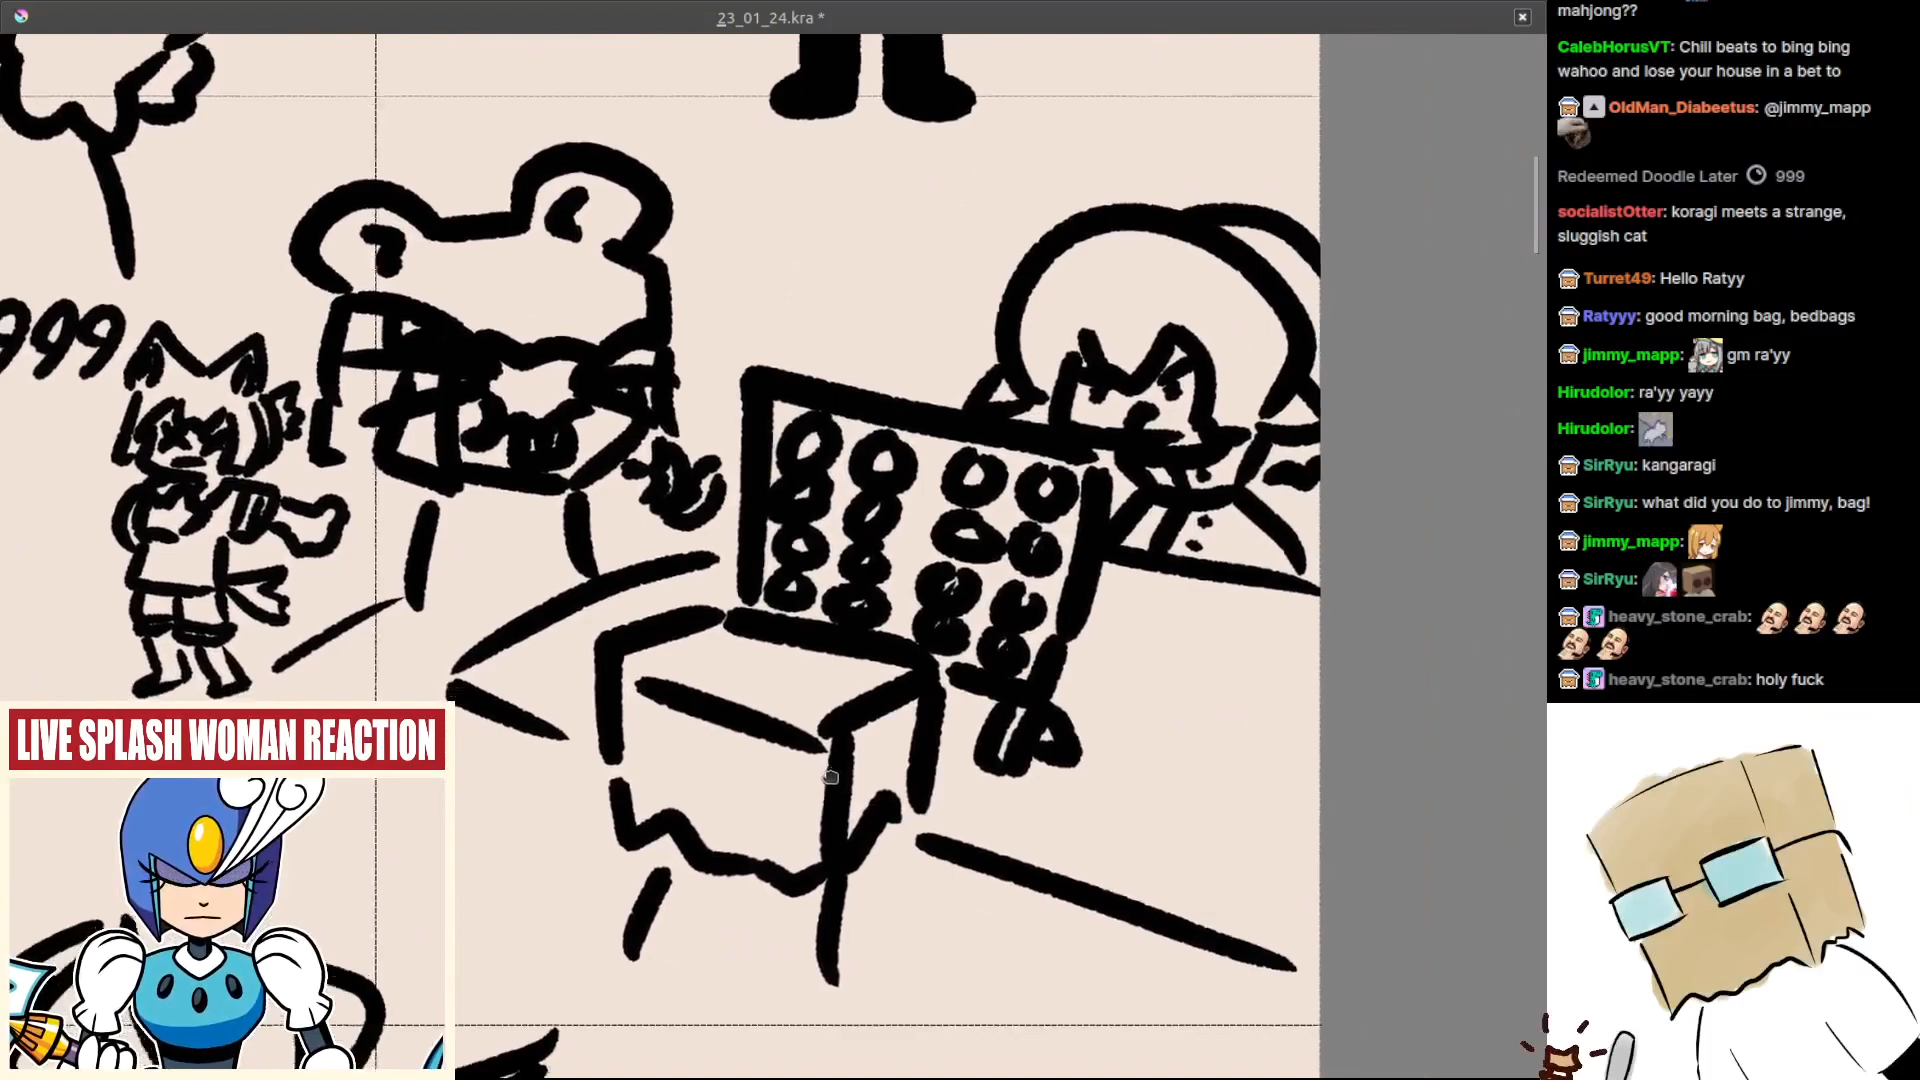 23_01_24.kra *
mahjong??
CalebHorusVT: Chill beats to bing bing
wahoo and lose your house in a bet to
OldMan_Diabeetus: @jimmy_mapp
Redeemed Doodle Later 999
socialistOtter: koragi meets a strange,
sluggish cat
Turret49: Hello Ratyy
Ratyyy: good morning bag, bedbags
jimmy_mapp: gm ra'yy
Hirudolor: ra'yy yayy
Hirudolor:
SirRyu: kangaragi
SirRyu: what did you do to jimmy, bag!
jimmy_mapp:
SirRyu:
heavy_stone_crab:
heavy_stone_crab: holy fuck
999
LIVE SPLASH WOMAN REACTION